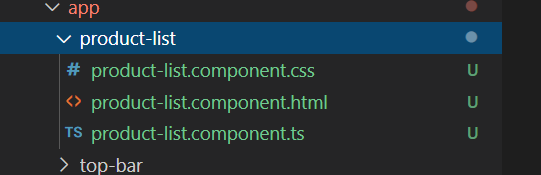 app
product-list
# product-list.component.css U
<> product-list.component.html U
TS product-list.component.ts U
top-bar